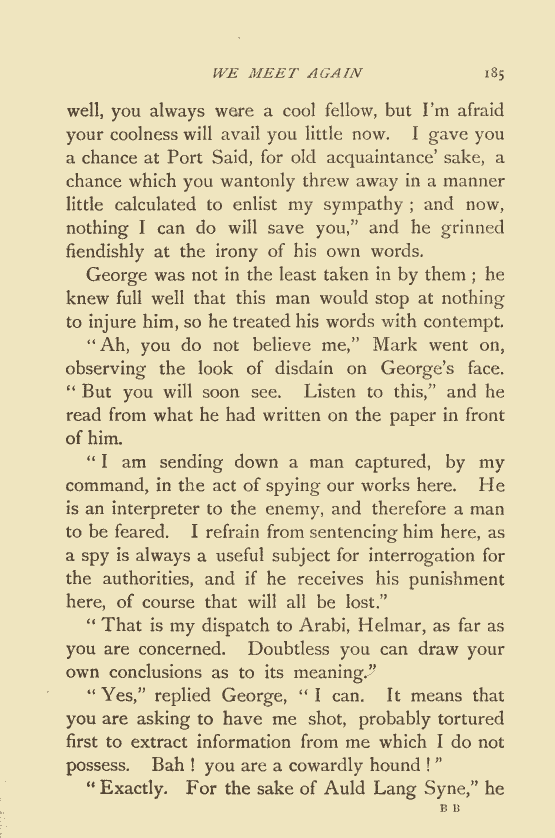 WE MEET AGAIN 185
well, you always were a cool fellow, but I'm afraid
your coolness will avail you little now. I gave you
a chance at Port Said, for old acquaintance' sake, a
chance which you wantonly threw away in a manner
little calculated to enlist my sympathy ; and now,
nothing I can do will save you,” and he grinned
fiendishly at the irony of his own words.
George was not in the least taken in by them ; he
knew full well that this man would stop at nothing
to injure him, so he treated his words with contempt.
“Ah, you do not believe me,” Mark went on,
observing the look of disdain on George's face.
“ But you will soon see. Listen to this,” and he
read from what he had written on the paper in front
of him.
“ I am sending down a man captured, by my
command, in the act of spying our works here. He
is an interpreter to the enemy, and therefore a man
to be feared. I refrain from sentencing him here, as
a spy is always a useful subject for interrogation for
the authorities, and if he receives his punishment
here, of course that will all be lost.”
“ That is my dispatch to Arabi, Helmar, as far as
you are concerned. Doubtless you can draw your
own conclusions as to its meaning.”
“ Yes,” replied George, “ I can. It means that
you are asking to have me shot, probably tortured
first to extract information from me which I do not
possess. Bah ! you are a cowardly hound ! ”
“Exactly. For the sake of Auld Lang Syne,” he
B B